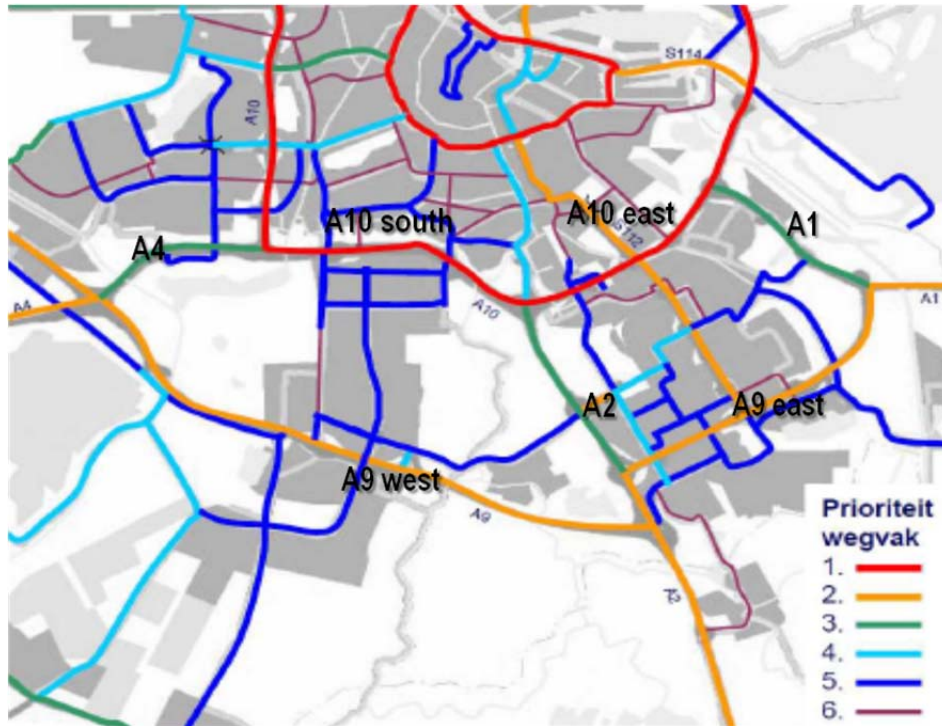 S114
A10
A10 south
A10 east
A1
S112
A4
A4
A10
A1
A2
A9 east
A9 west
A9
A2
Prioriteit
wegvak
1.
2.
3.
4.
5.
6.